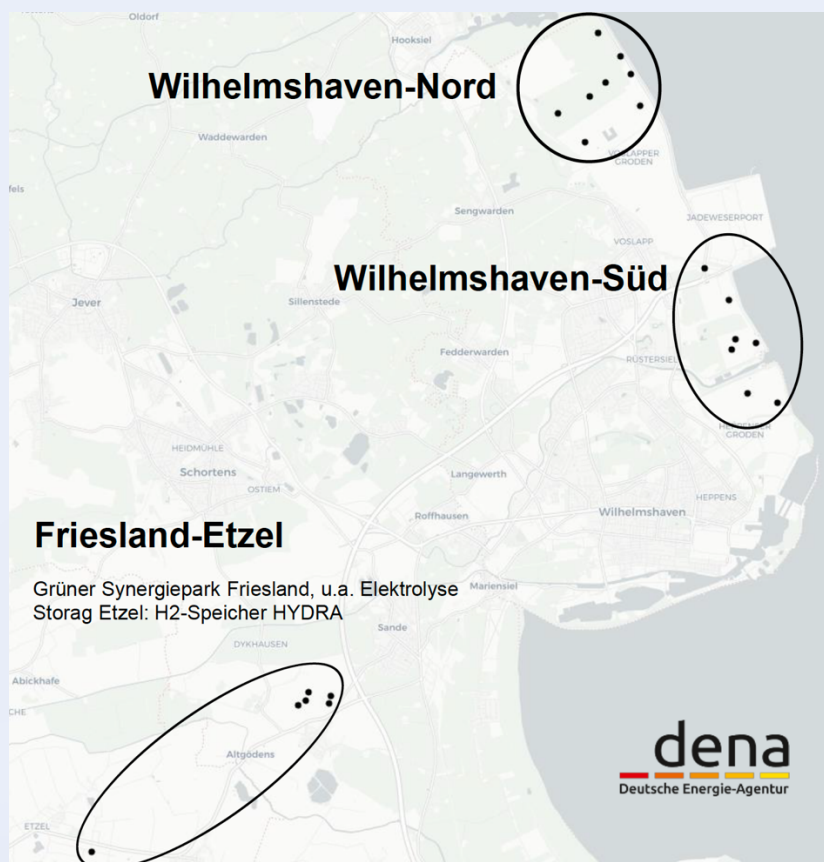 Oldorf
Hooksiel
Wilhelmshaven-Nord
Waddewarden
VOSLAPPER
GRODEN
Sengwarden
JADEWESERPORT
VOSLAPP
Wilhelmshaven-Süd
Jever
Sillenstede
Fedderwarden
RÜSTERSIEL
HEPPENSER
GRODEN
HEIDMÜHLE
Schortens
OSTIEM
Langewerth
HEPPENS
Roffhausen
Wilhelmshaven
Friesland-Etzel
Grüner Synergiepark Friesland, u.a. Elektrolyse
Mariensiel
Storag Etzel: H2-Speicher HYDRA
Sande
DYKHAUSEN
Abickhafe
Altgödens
dena
Deutsche Energie-Agentur
ETZEL